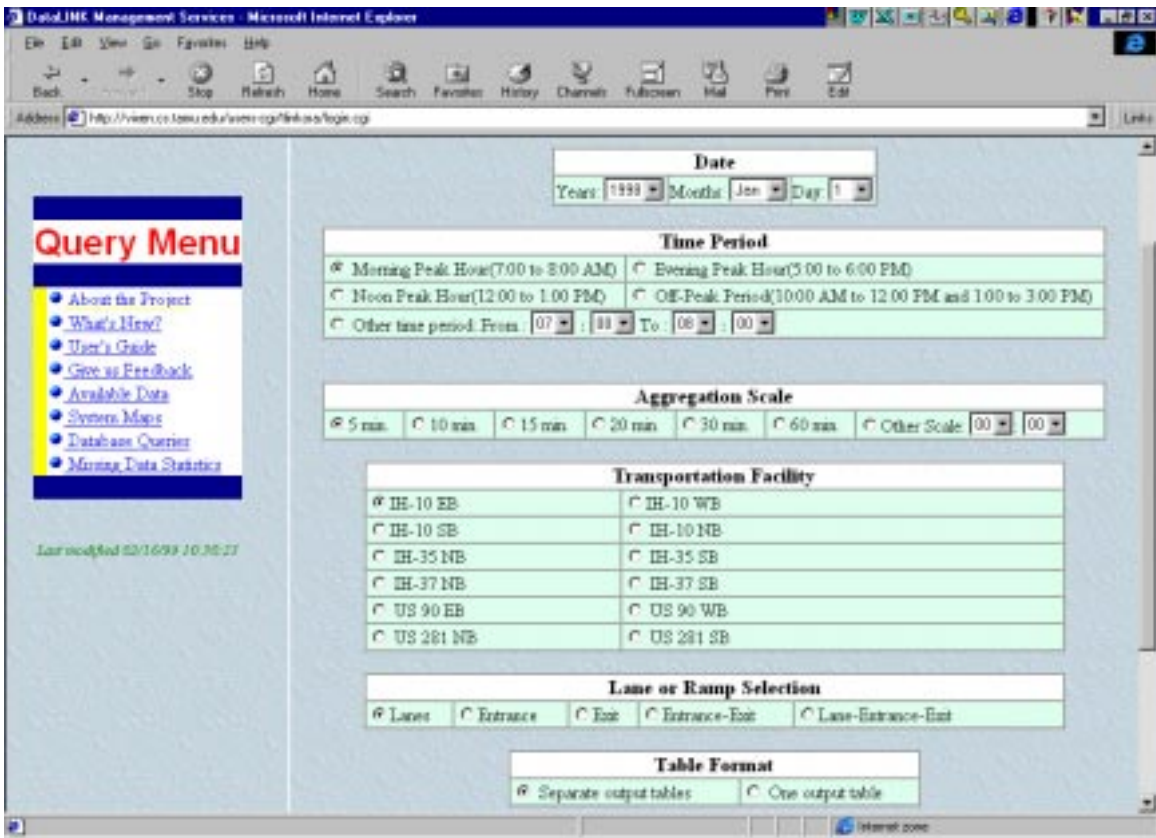 DataLINK Management Services - Microsoft Internet Explorer
File Edit View Go Favorites Help
Back Stop Refresh Home Search Favorites History Channels Fullscreen Mail Print Edit
Address Links
Query Menu
About the Project
What's New?
User's Guide
Give us Feedback
Available Data
System Maps
Database Queries
Missing Data Statistics
Last modified
Date
Years: 1998 Months: Jan Day: 1
Time Period
Morning Peak Hour(7:00 to 8:00 AM) Evening Peak Hour(5:00 to 6:00 PM)
Noon Peak Hour(12:00 to 1:00 PM) Off-Peak Period(10:00 AM to 12:00 PM and 1:00 to 3:00 PM)
Other time period: From : 07 : 00 To : 08 : 00
Aggregation Scale
5 min. 10 min. 15 min. 20 min. 30 min. 60 min. Other Scale: 00 : 00
Transportation Facility
IH-10 EB IH-10 WB
IH-10 SB IH-10 NB
IH-35 NB IH-35 SB
IH-37 NB IH-37 SB
US 90 EB US 90 WB
US 281 NB US 281 SB
Lane or Ramp Selection
Lanes Entrance Exit Entrance-Exit Lane-Entrance-Exit
Table Format
Separate output tables One output table
Internet zone